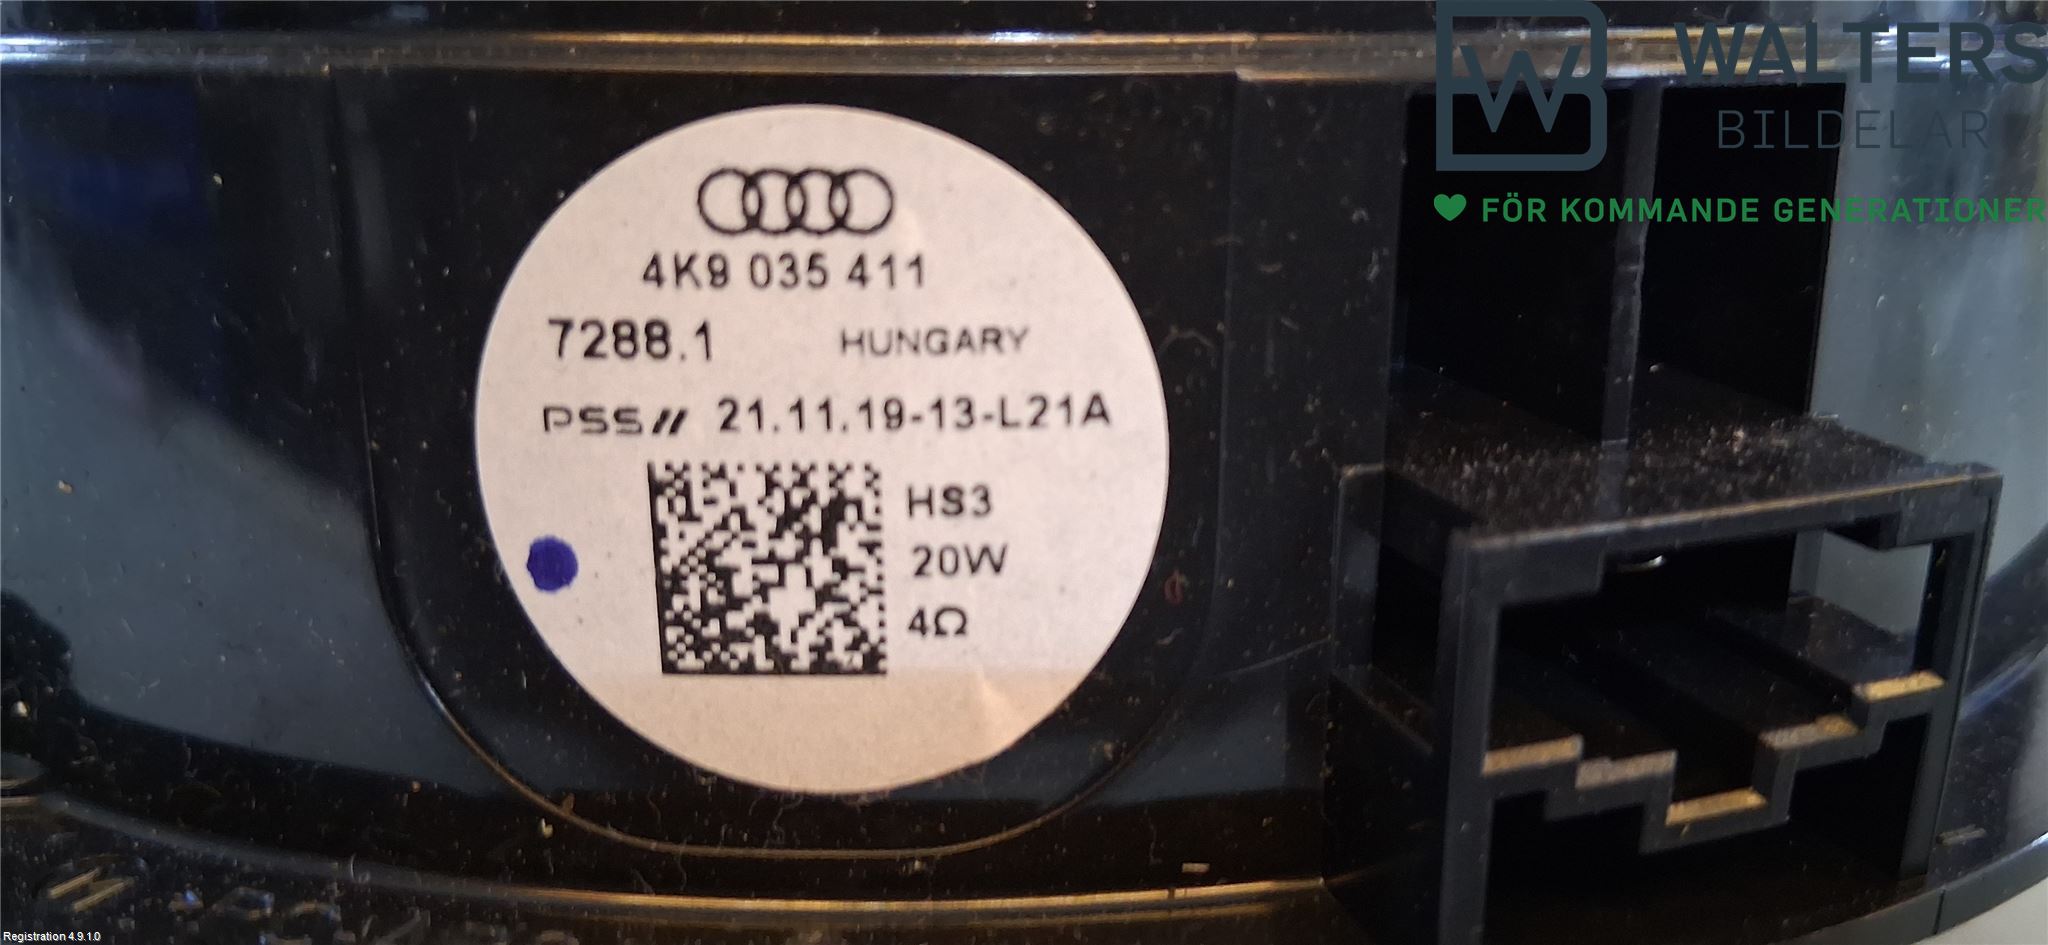 WALTERS
BILDELAR
FÖR KOMMANDE GENERATIONER
4K9 035 411
7288.1 HUNGARY
PSS 21.11.19-13-L21A
HS3
20W
4Ω
Registration 4.9.1.0